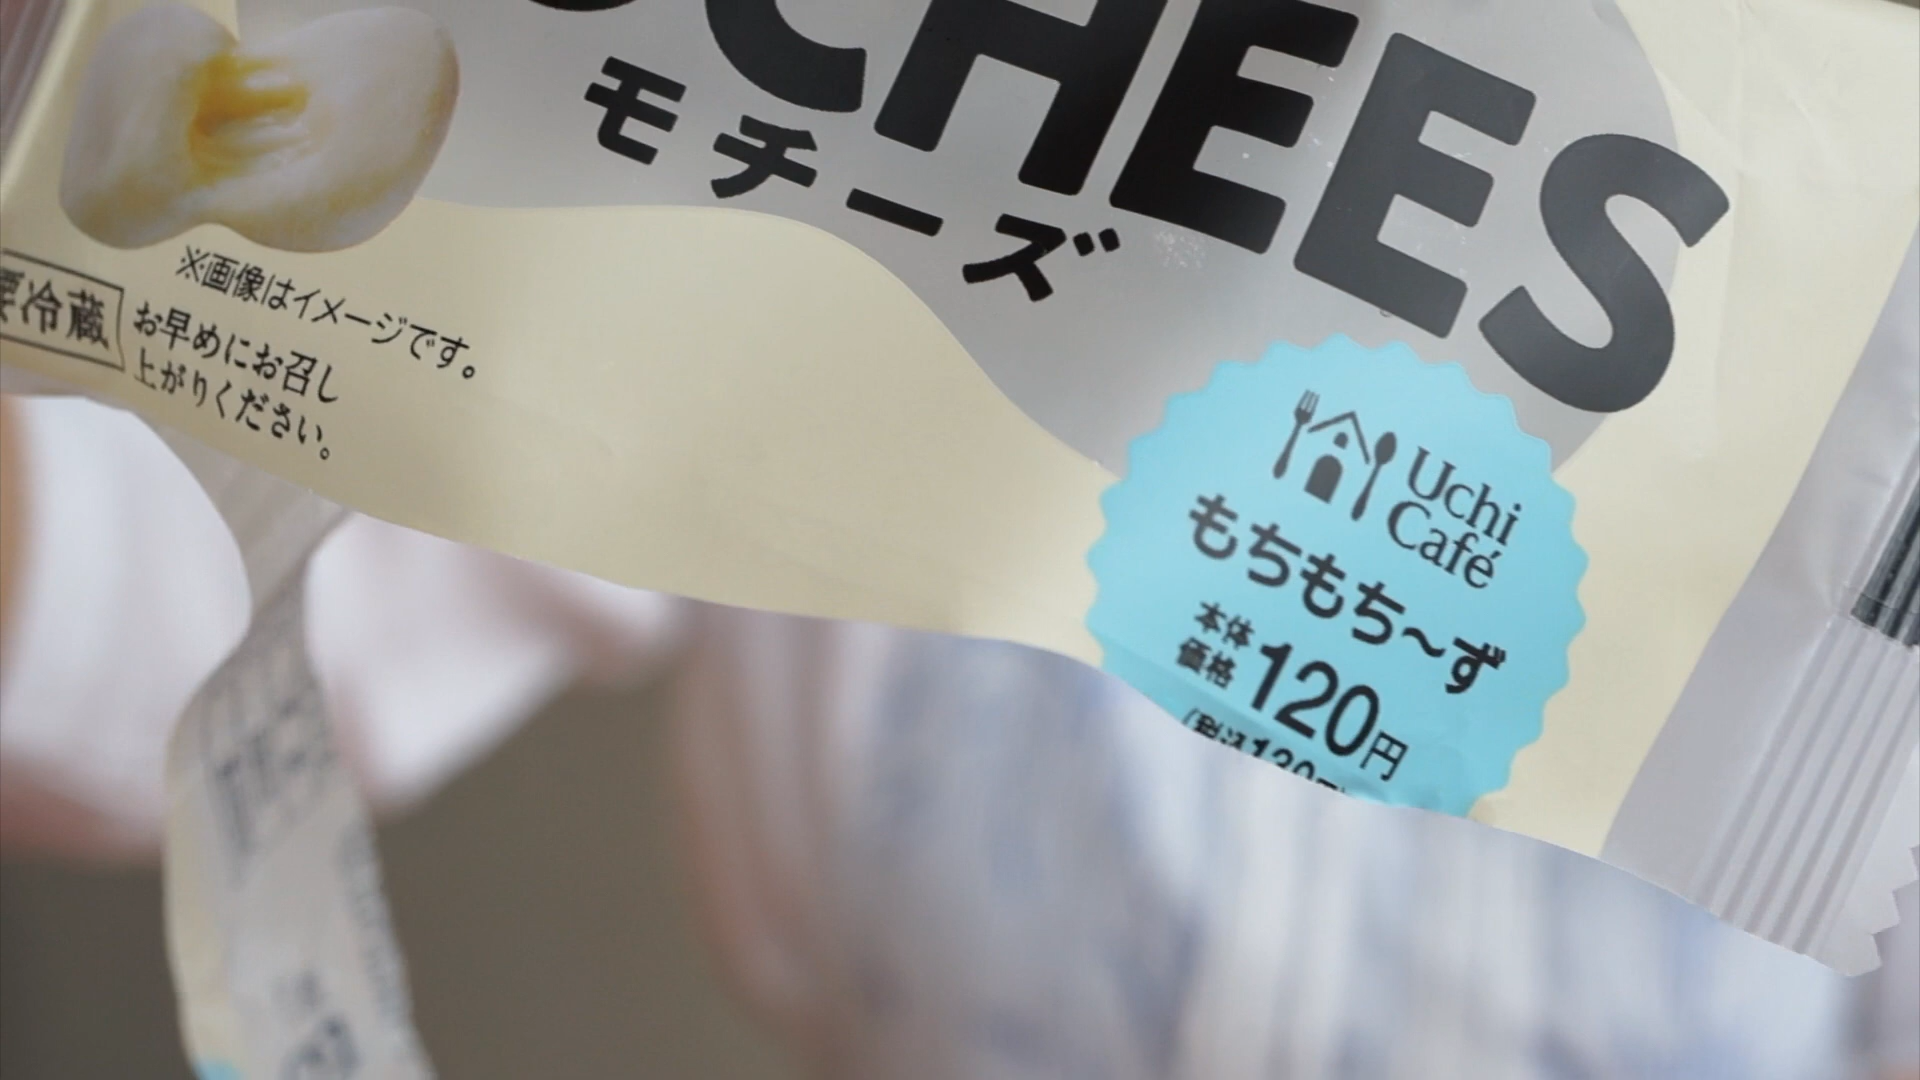 CHEES
モチーズ
※画像はイメージです。
要冷蔵
お早めにお召し
上がりください。
Uchi
Café
もちもち～ず
本体
価格
120円